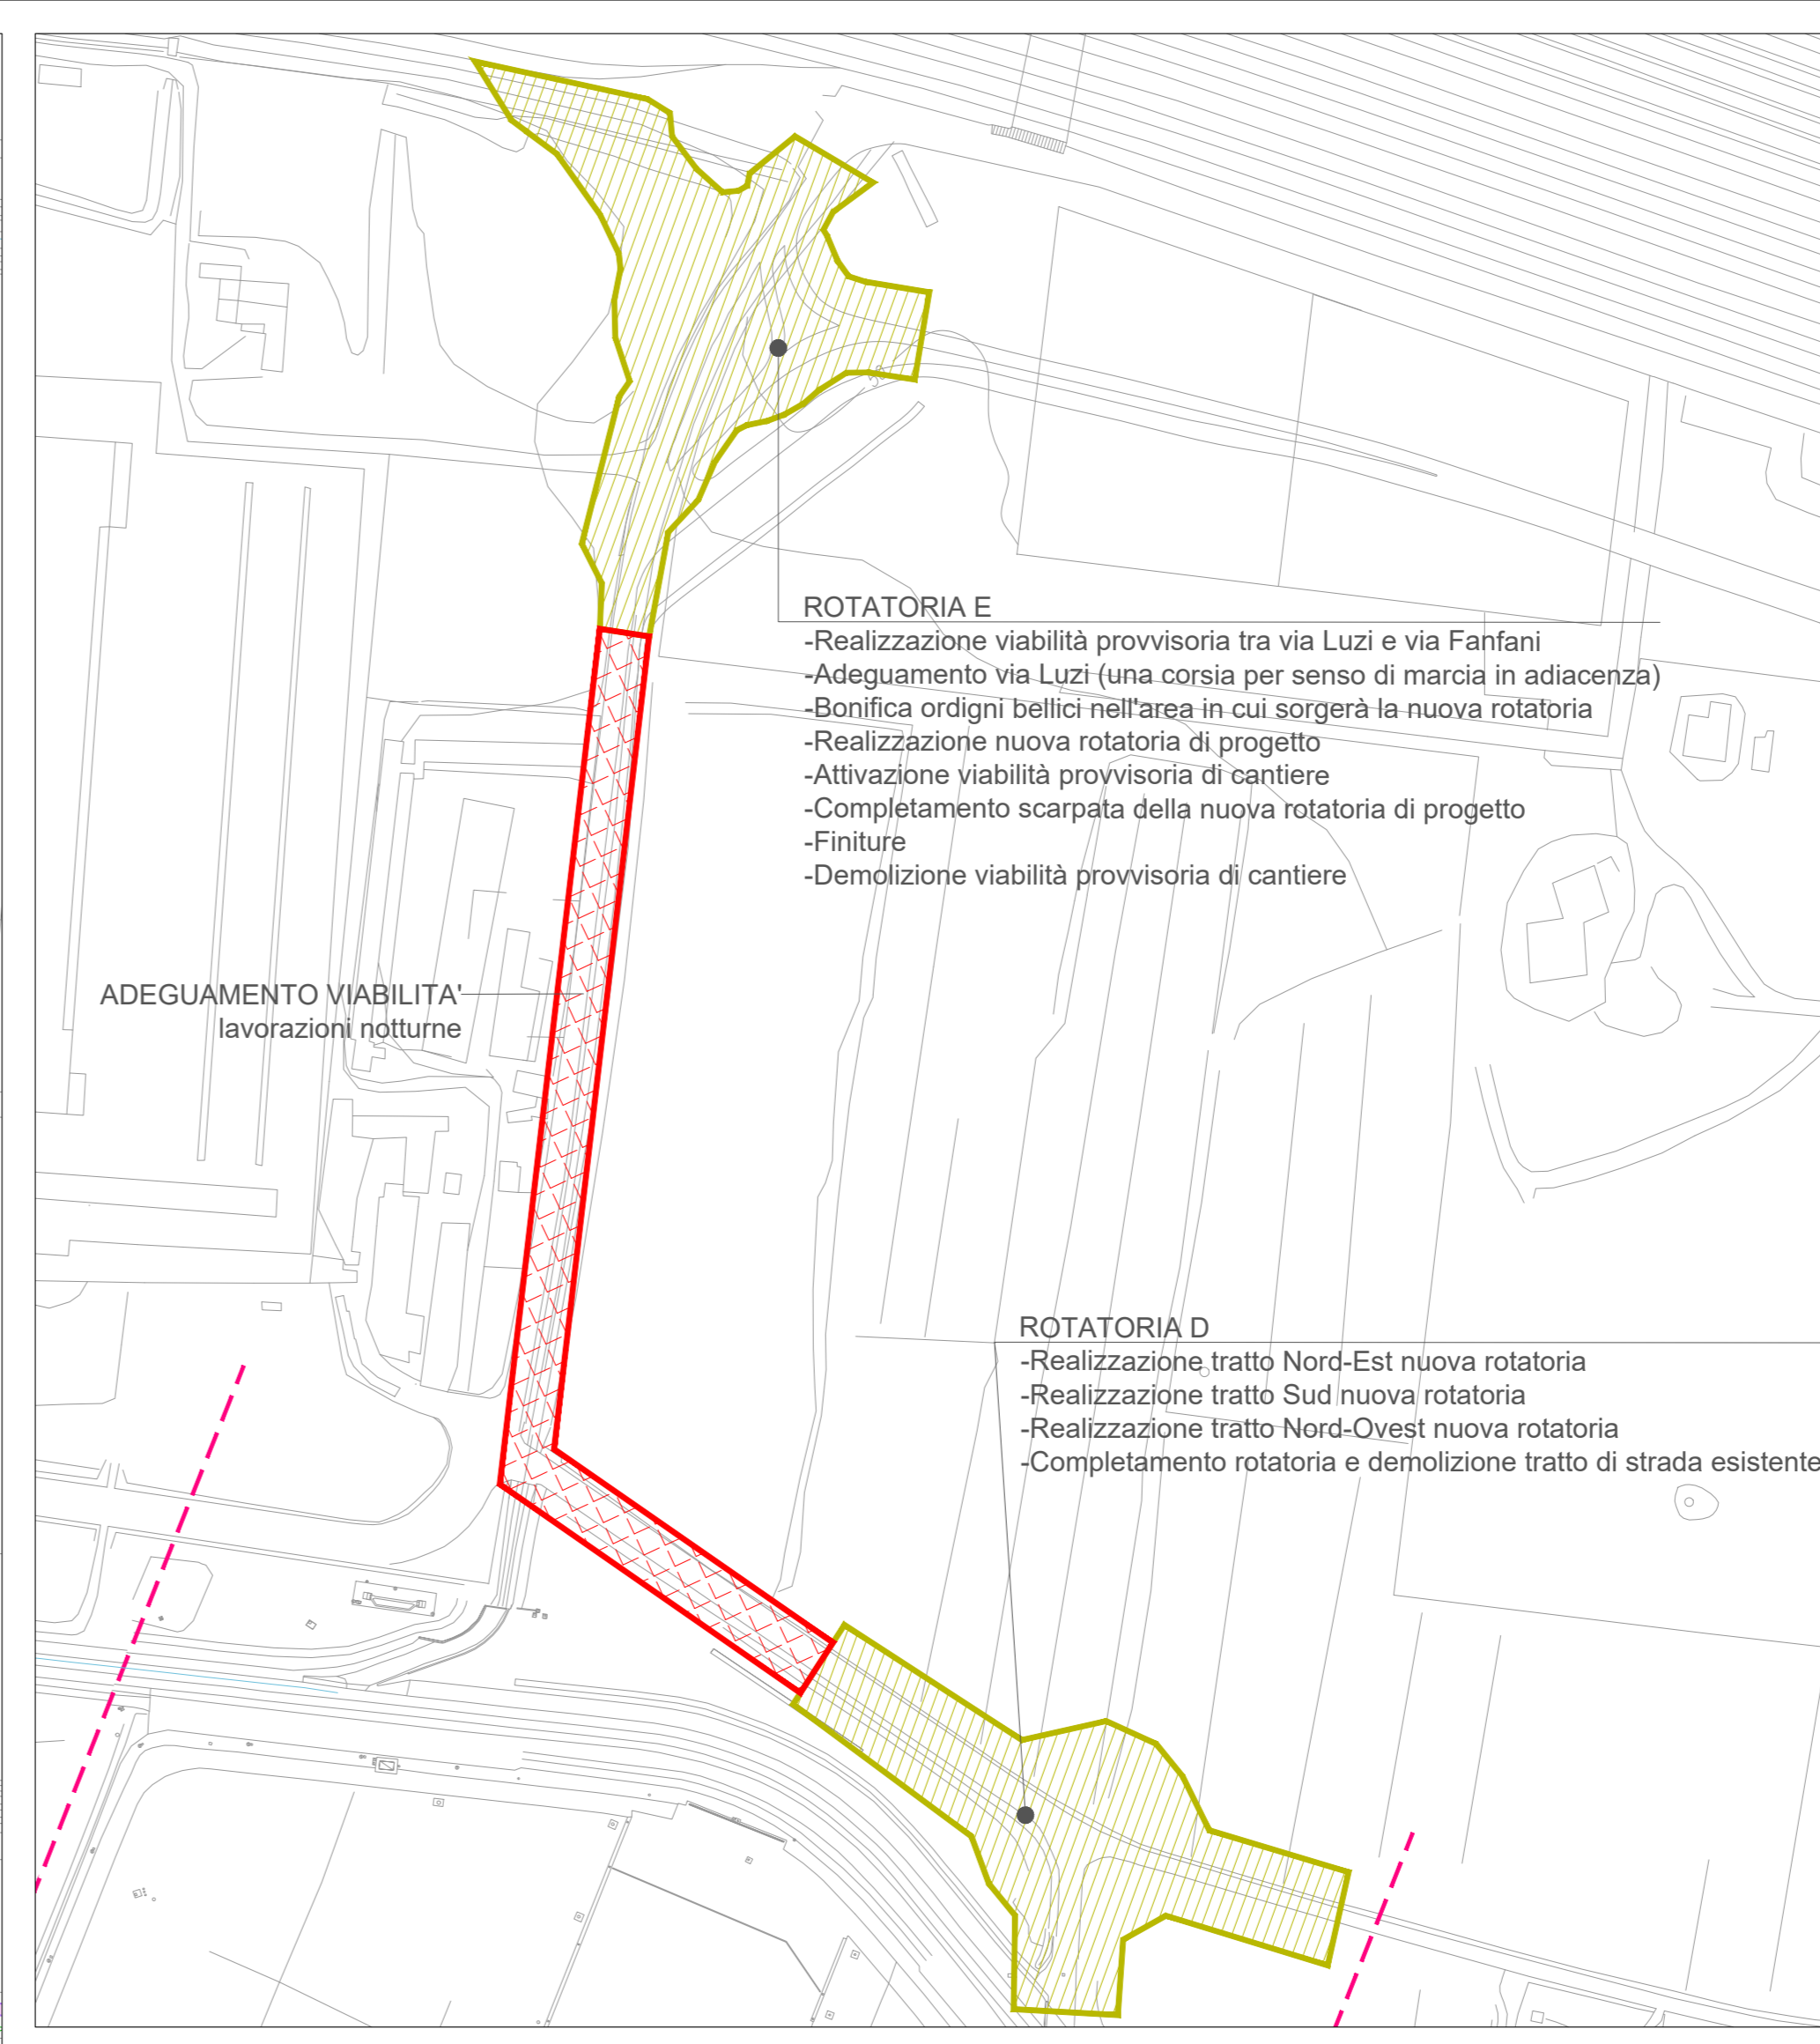 ROTATORIA E
-Realizzazione viabilità provvisoria tra via Luzi e via Fanfani
-Adeguamento via Luzi (una corsia per senso di marcia in adiacenza)
-Bonifica ordigni bellici nell'area in cui sorgerà la nuova rotatoria
-Realizzazione nuova rotatoria di progetto
-Attivazione viabilità provvisoria di cantiere
-Completamento scarpata della nuova rotatoria di progetto
-Finiture
-Demolizione viabilità provvisoria di cantiere
ADEGUAMENTO VIABILITA'
lavorazioni notturne
ROTATORIA D
-Realizzazione tratto Nord-Est nuova rotatoria
-Realizzazione tratto Sud nuova rotatoria
-Realizzazione tratto Nord-Ovest nuova rotatoria
-Completamento rotatoria e demolizione tratto di strada esistente